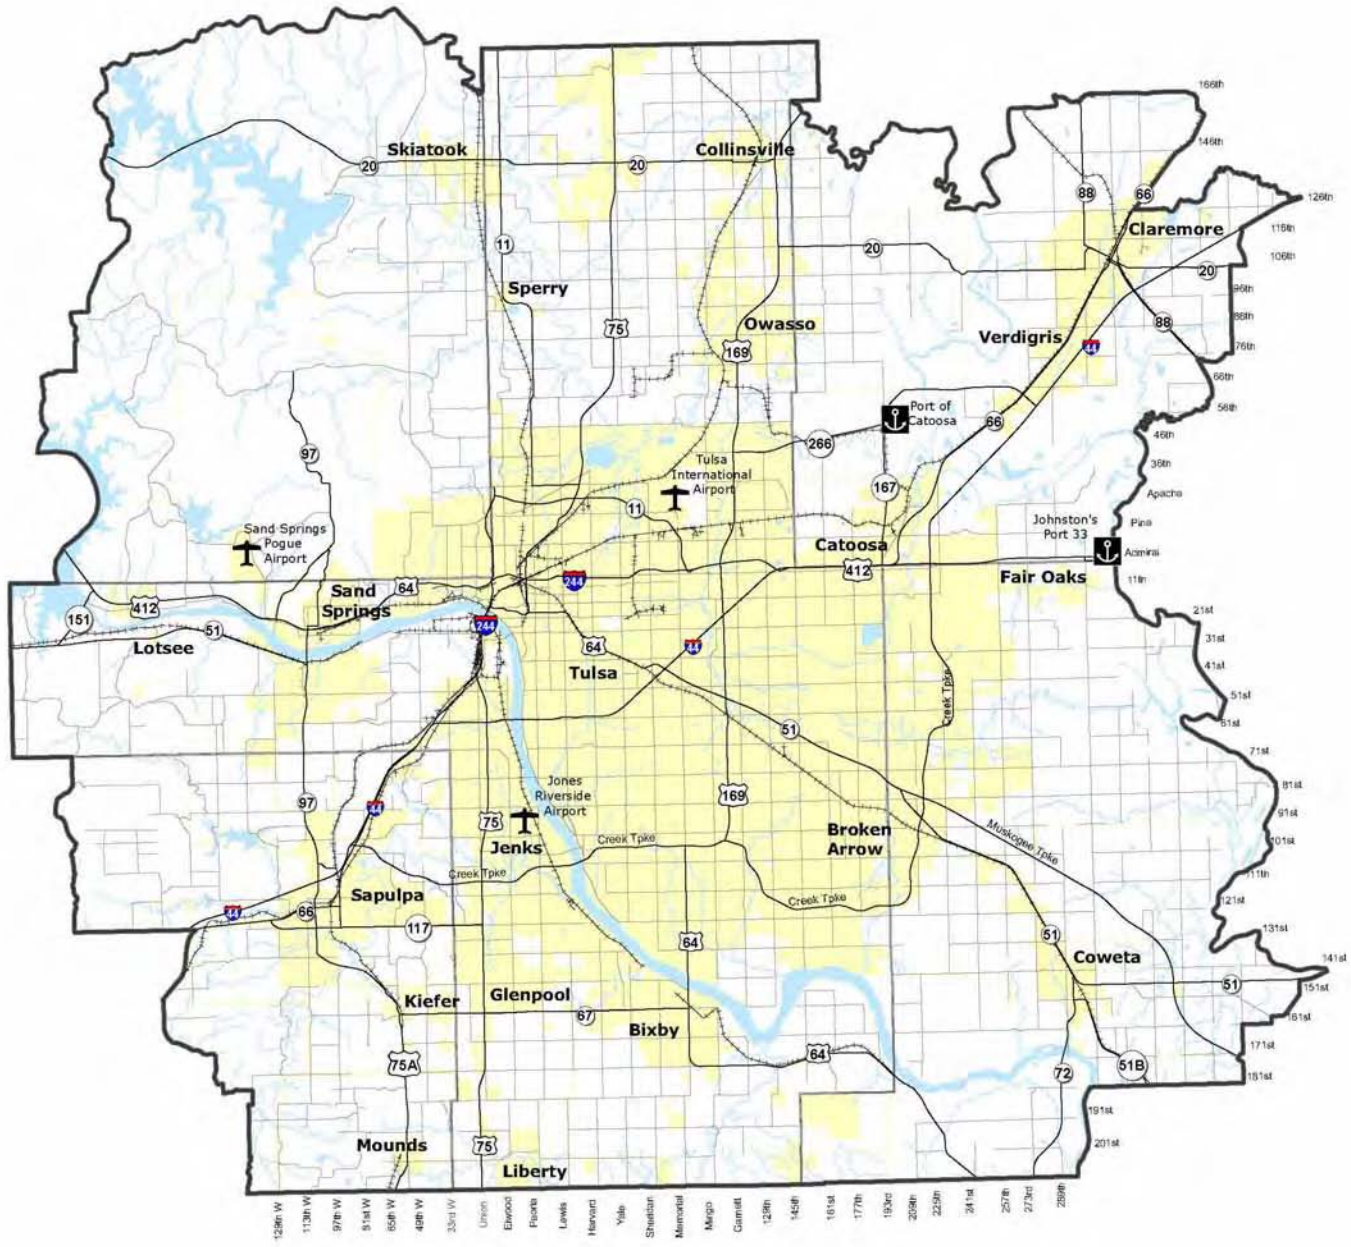 166th
146th
Skiatook
Collinsville
20
20
88
66
126th
Claremore
116th
11
20
106th
20
Sperry
96th
86th
75
Owasso
88
Verdigris
169
44
76th
66th
56th
Port of
Catoosa
66
266
46th
97
Tulsa
International
Airport
36th
167
Apache
11
Sand Springs
Pogue
Airport
Johnston's
Port 33
Pine
Catoosa
Admiral
412
Fair Oaks
11th
244
64
Sand
Springs
412
151
21st
244
51
31st
Lotsee
64
44
Tulsa
41st
Creek Tpke
51st
61st
51
71st
Jones
Riverside
Airport
81st
97
44
169
91st
75
Broken
Arrow
Muskogee Tpke
101st
Jenks
Creek Tpke
Creek Tpke
111th
Sapulpa
Creek Tpke
121st
44
66
117
131st
64
51
Coweta
141st
51
151st
Kiefer
Glenpool
67
161st
Bixby
171st
75A
64
51B
72
181st
191st
Mounds
75
201st
Liberty
129th W
113th W
97th W
81st W
65th W
49th W
33rd W
Union
Elwood
Peoria
Lewis
Harvard
Yale
Sheridan
Memorial
Mingo
Garnett
129th
145th
161st
177th
193rd
209th
225th
241st
257th
273rd
289th